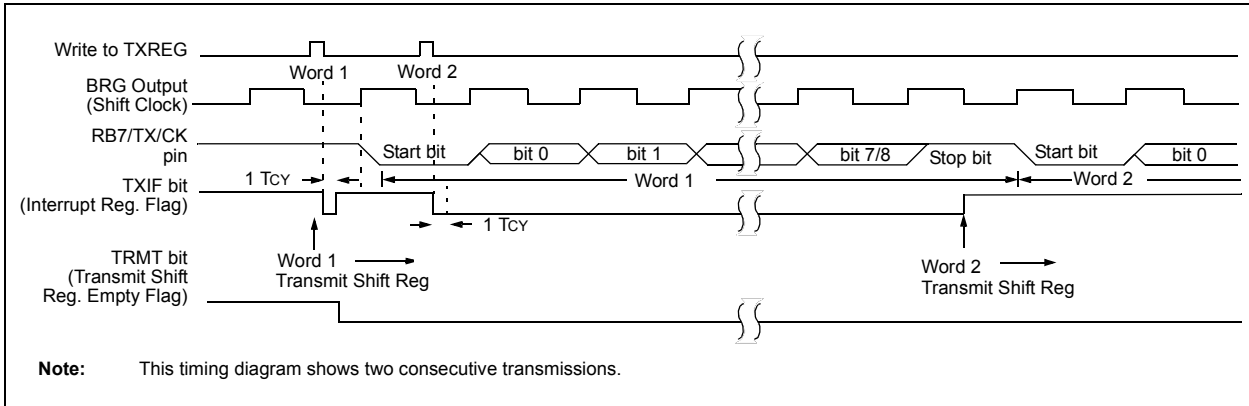 Write to TXREG
Word 1
Word 2
BRG Output
(Shift Clock)
RB7/TX/CK
pin
Start bit
bit 0
bit 1
bit 7/8
Stop bit
Start bit
bit 0
1 TCY
Word 1
Word 2
TXIF bit
(Interrupt Reg. Flag)
1 TCY
TRMT bit
(Transmit Shift
Reg. Empty Flag)
Word 1
Transmit Shift Reg
Word 2
Transmit Shift Reg
Note: This timing diagram shows two consecutive transmissions.